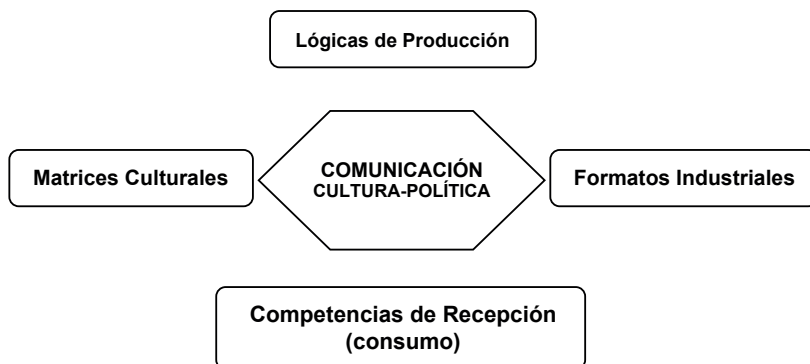 Lógicas de Producción
Matrices Culturales
COMUNICACIÓN
CULTURA-POLÍTICA
Formatos Industriales
Competencias de Recepción
(consumo)